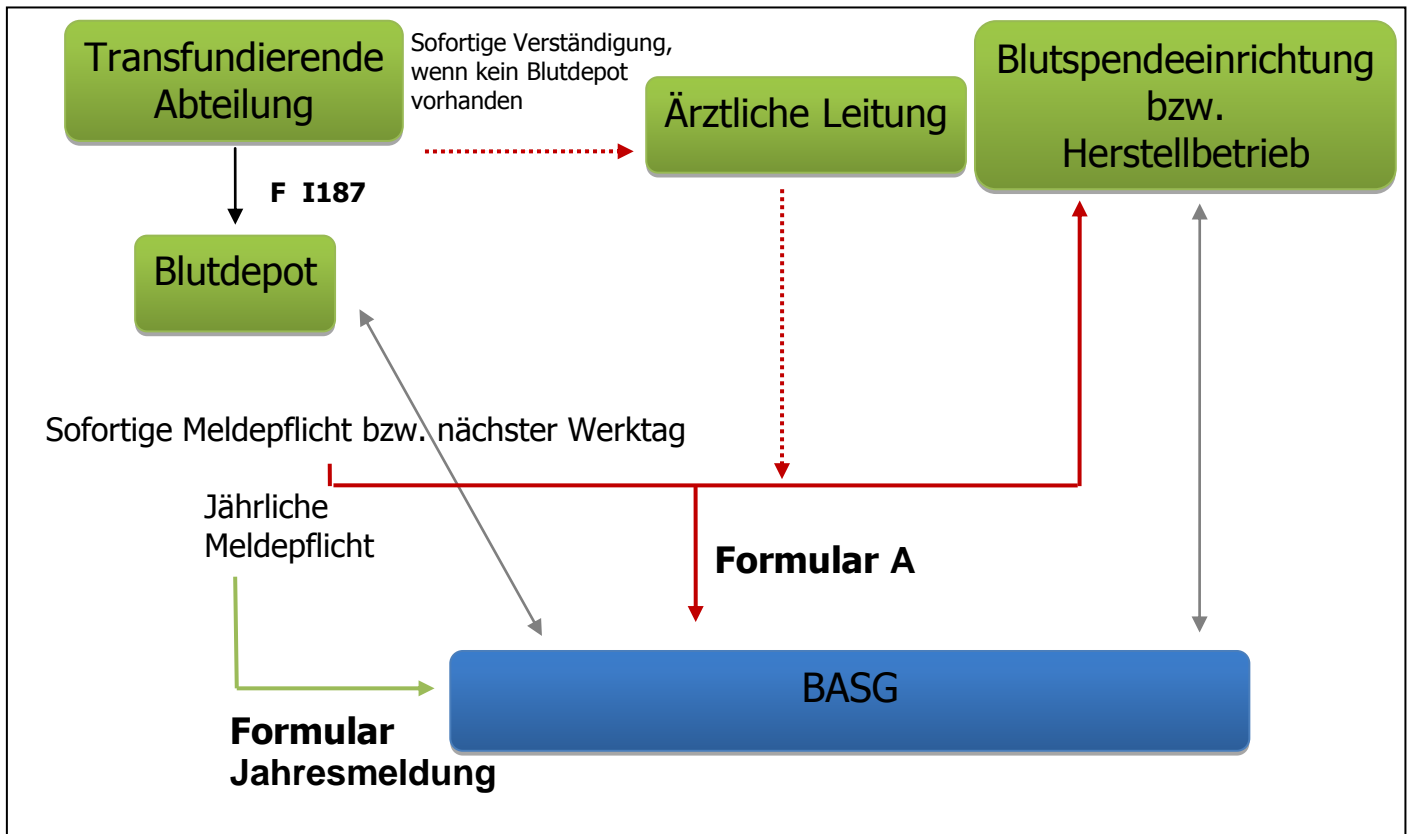 Transfundierende
Abteilung
Sofortige Verständigung,
wenn kein Blutdepot
vorhanden
Ärztliche Leitung
Blutspendeeinrichtung
bzw.
Herstellbetrieb
F I187
Blutdepot
Sofortige Meldepflicht bzw. nächster Werktag
Jährliche
Meldepflicht
Formular A
BASG
Formular
Jahresmeldung